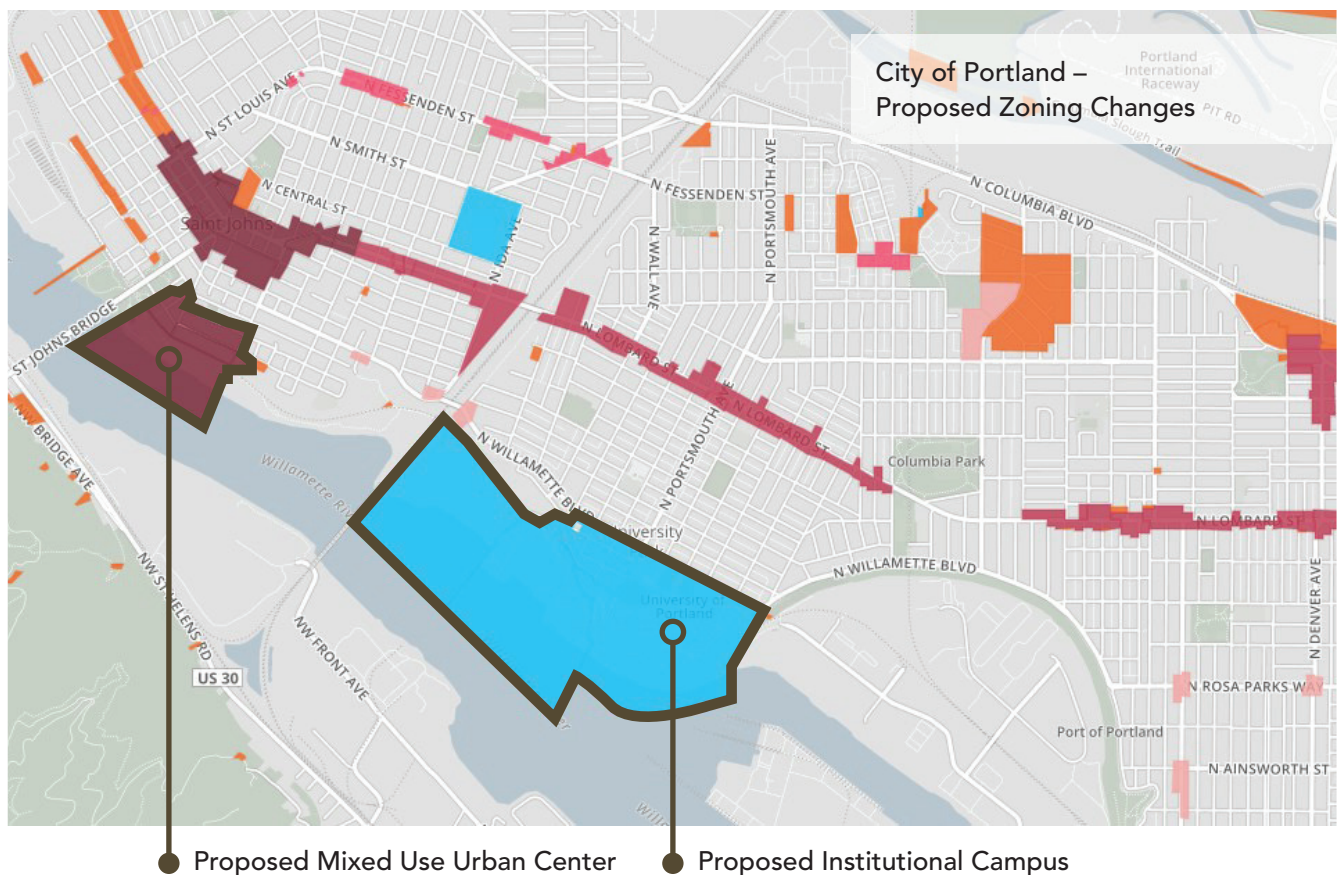 City of Portland –
Proposed Zoning Changes
Portland
International
Raceway
PIT RD
Slough Trail
N ST LOUIS AVE
N FESSENDEN ST
N SMITH ST
N CENTRAL ST
Saint Johns
N IDA AVE
N FESSENDEN ST
N WALL AVE
N PORTSMOUTH AVE
N COLUMBIA BLVD
ST JOHNS BRIDGE
N LOMBARD ST
N LOMBARD ST
N PORTSMOUTH AVE
Columbia Park
N LOMBARD ST
NW BRIDGE AVE
Willamette
N WILLAMETTE BLVD
University
N WILLAMETTE BLVD
University of
Portland
N DENVER AVE
NW ST HELENS RD
NW FRONT AVE
US 30
N ROSA PARKS WAY
Port of Portland
N AINSWORTH ST
Proposed Mixed Use Urban Center
Proposed Institutional Campus